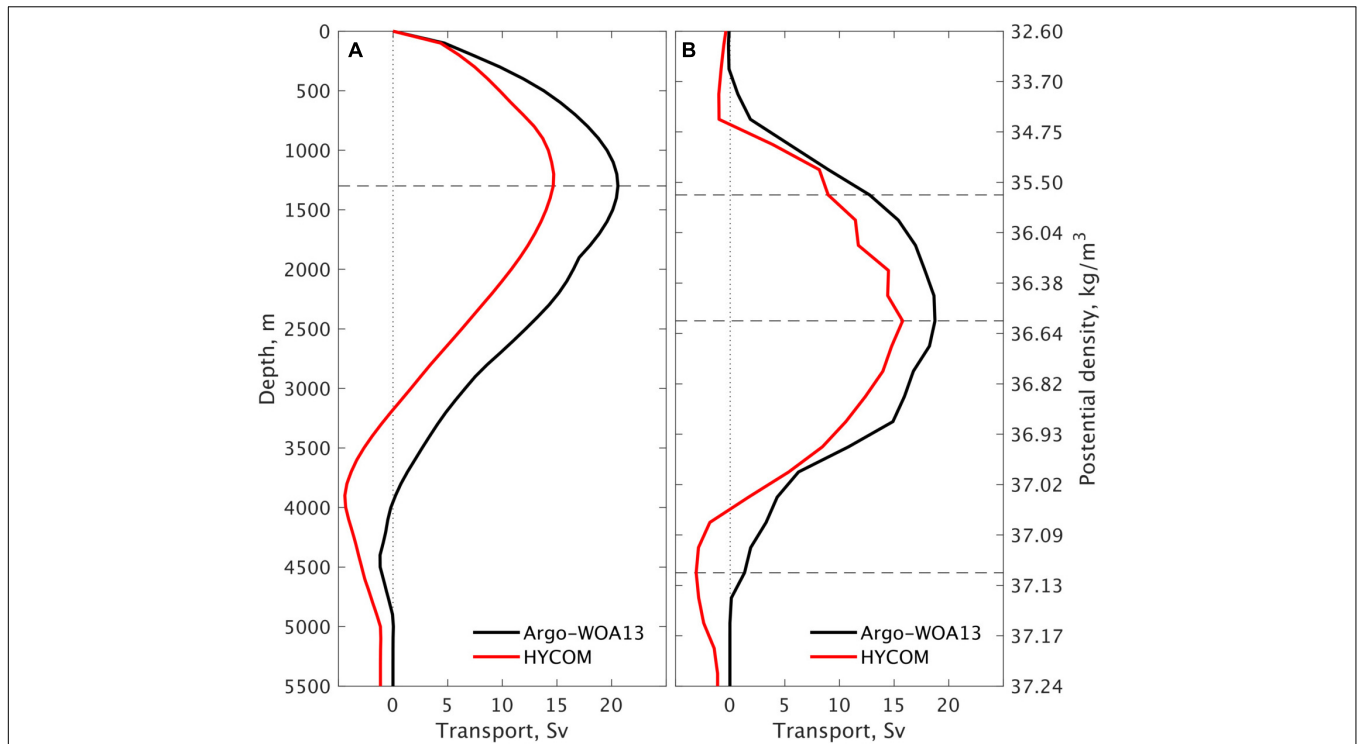 A
Depth, m
0
500
1000
1500
2000
2500
3000
3500
4000
4500
5000
5500
Argo-WOA13
HYCOM
0 5 10 15 20
Transport, Sv
B
32.60
33.70
34.75
35.50
36.04
36.38
36.64
36.82
36.93
37.02
37.09
37.13
37.17
37.24
Postential density, kg/m³
Argo-WOA13
HYCOM
0 5 10 15 20
Transport, Sv